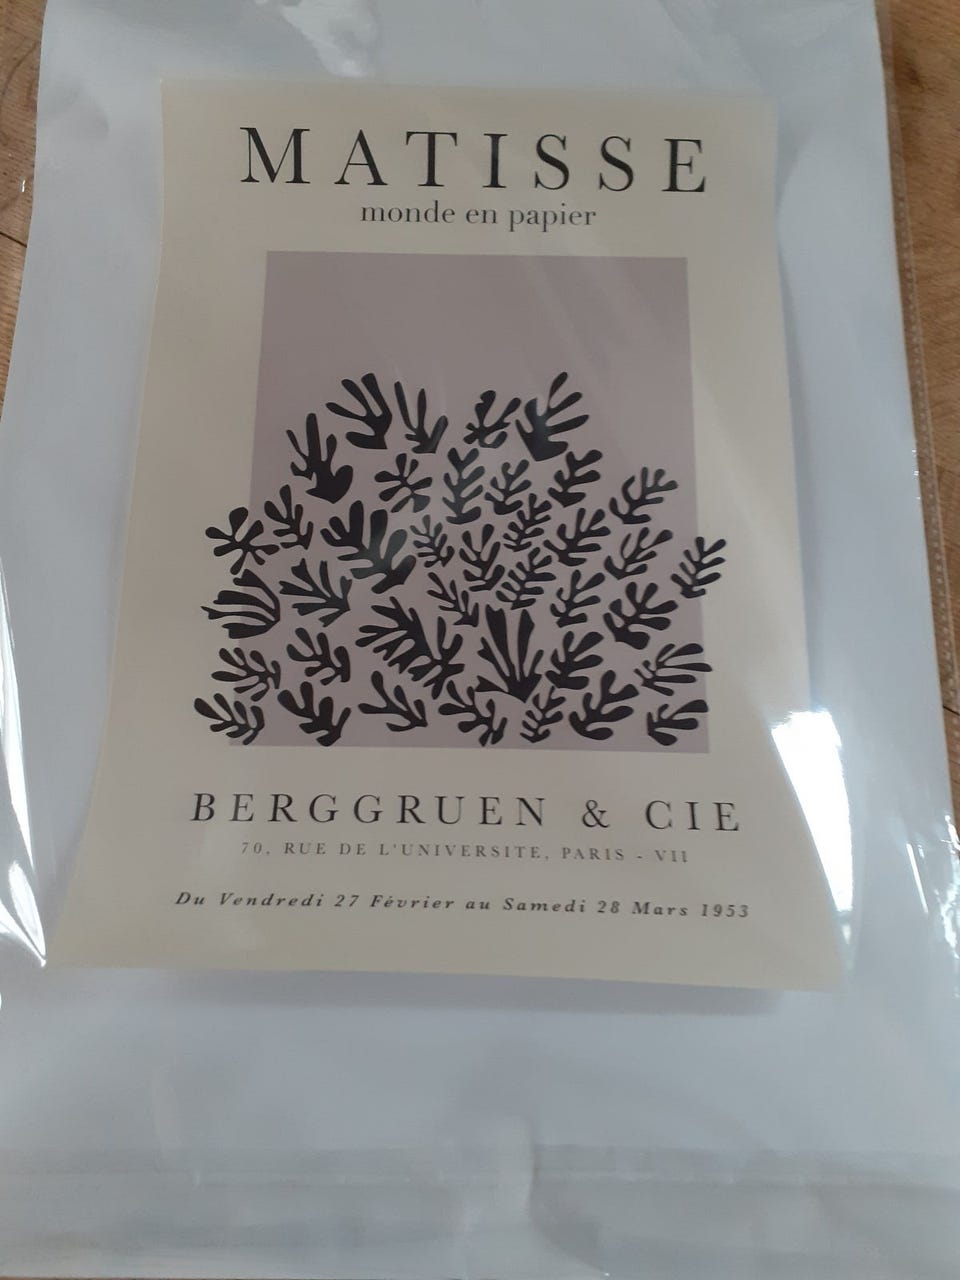 MATISSE
monde en papier
BERGGRUEN & CIE
70, RUE DE L'UNIVERSITE, PARIS - VII
Du Vendredi 27 Février au Samedi 28 Mars 1953